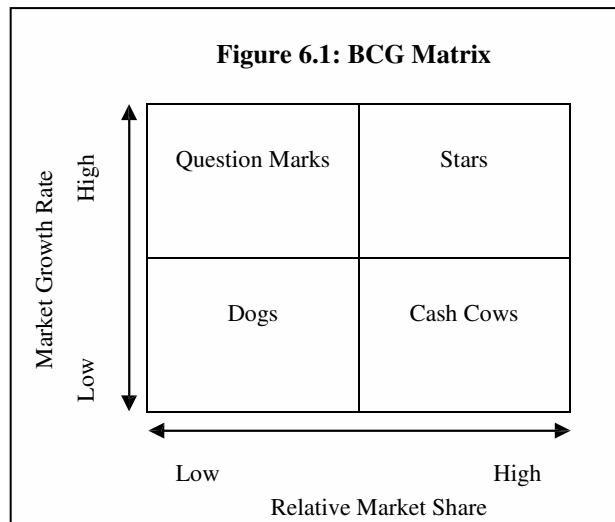 Figure 6.1: BCG Matrix
Market Growth Rate
High
Low
Question Marks Stars
Dogs Cash Cows
Low High
Relative Market Share